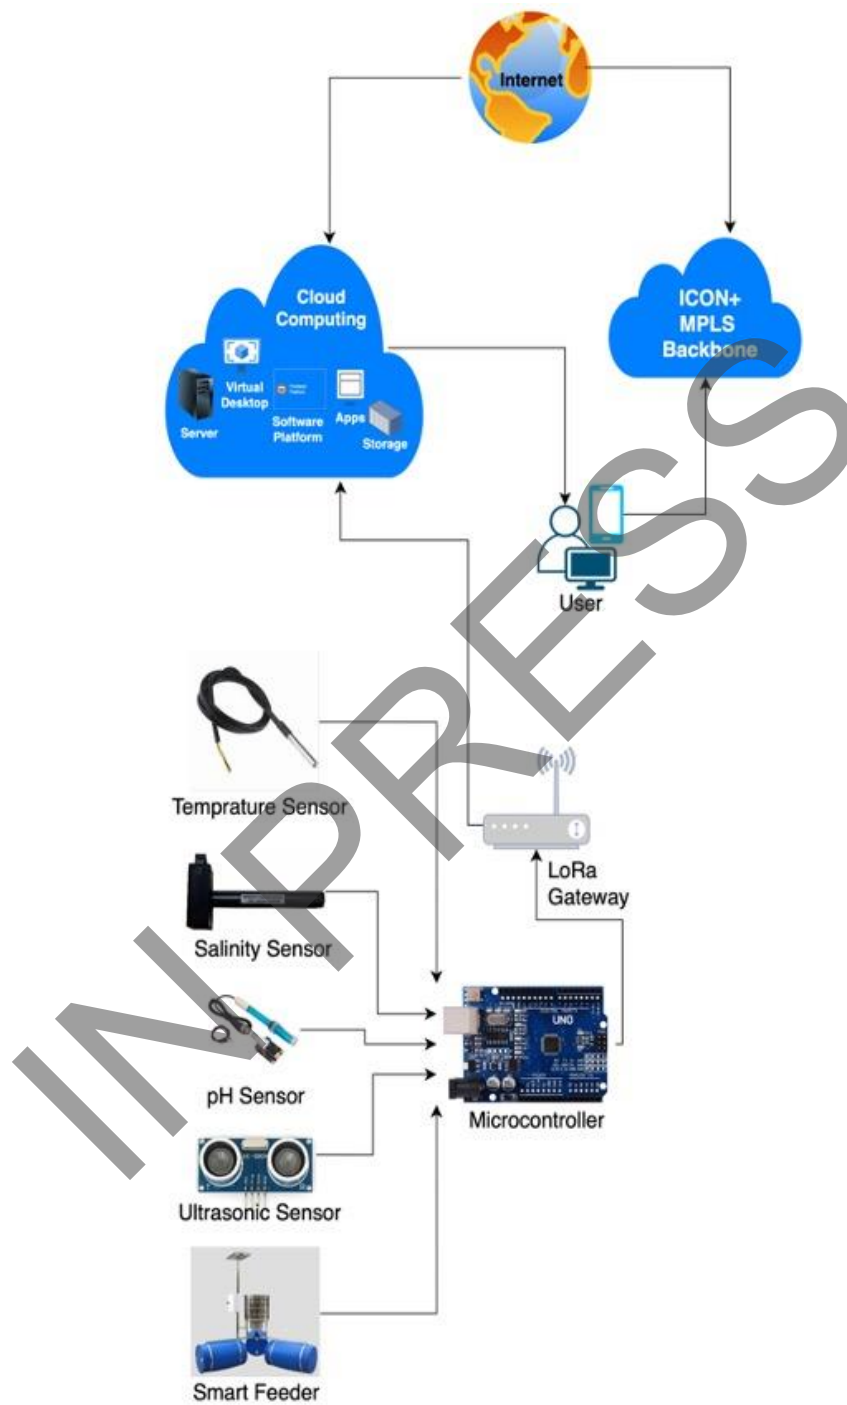 Internet
Cloud
Computing
ICON+
MPLS
Backbone
Virtual
Desktop
Server
Software
Platform
Apps
Storage
User
Temprature Sensor
LoRa
Gateway
Salinity Sensor
UNO
pH Sensor
Microcontroller
Ultrasonic Sensor
Smart Feeder
IN PRESS